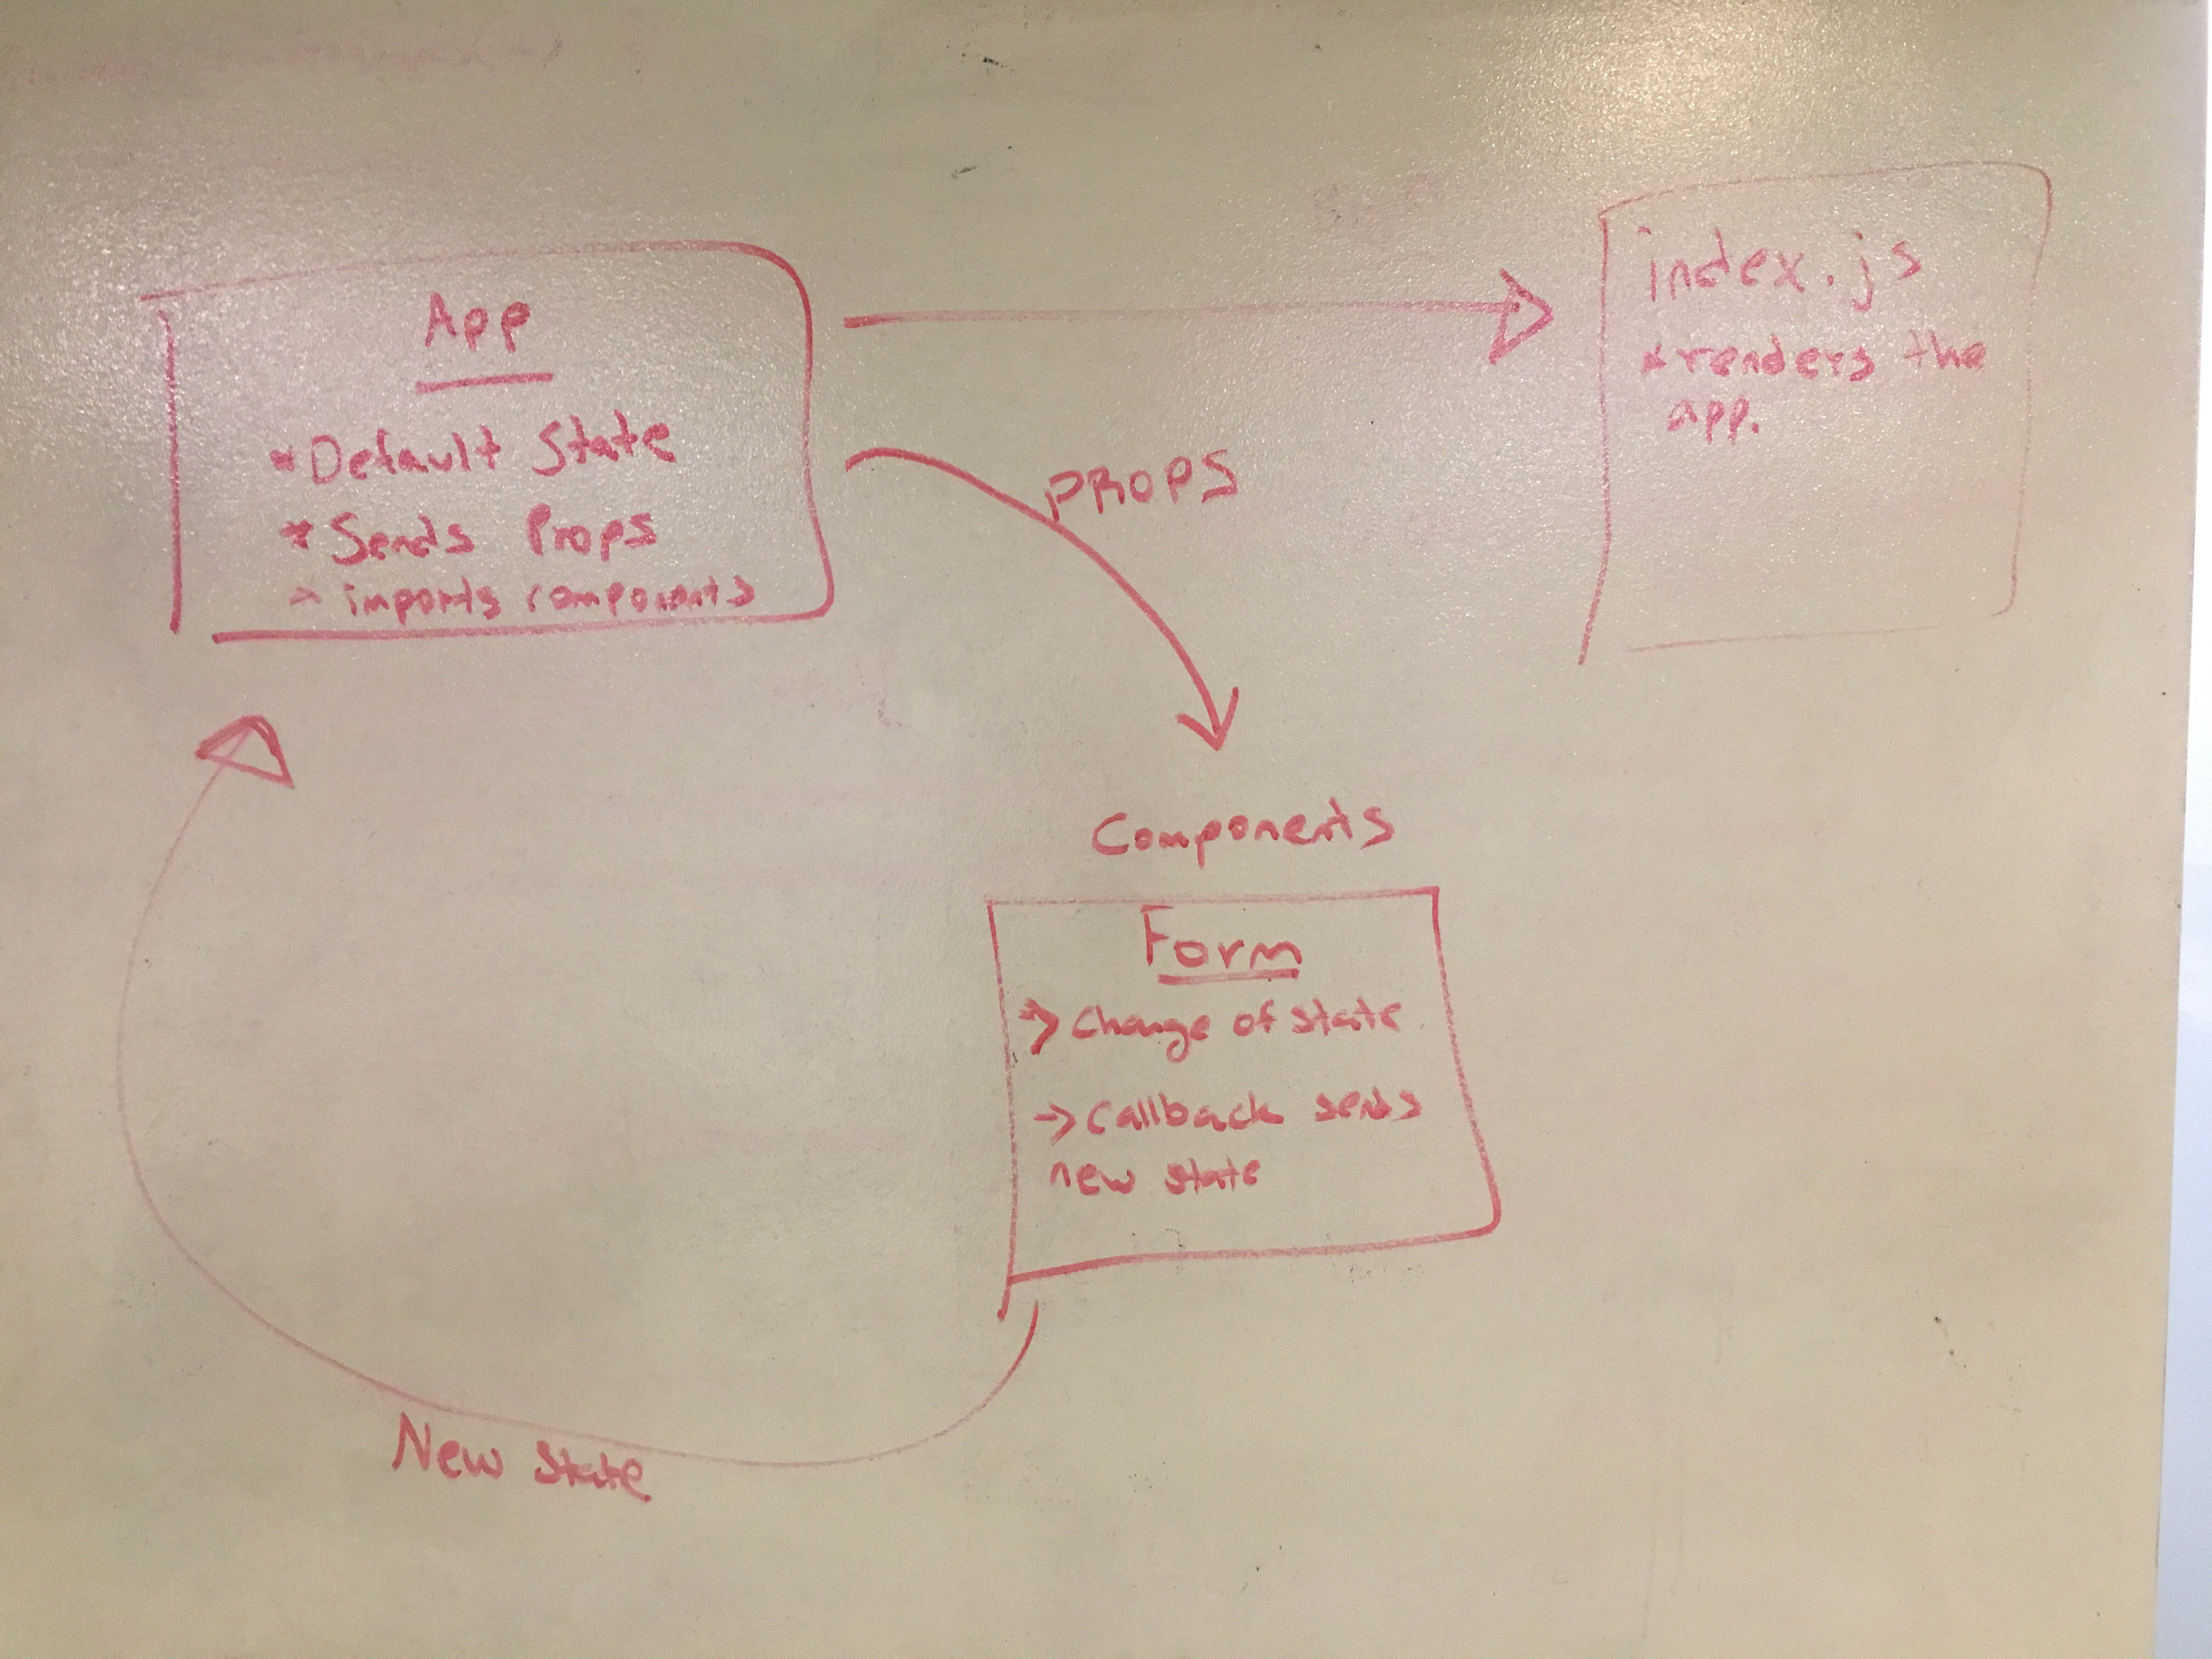 App
*Default State
*Sends Props
* imports components
index.js
*renders the
app.
PROPS
Components
Form
-> Change of state
-> Callback sends
new state
New state